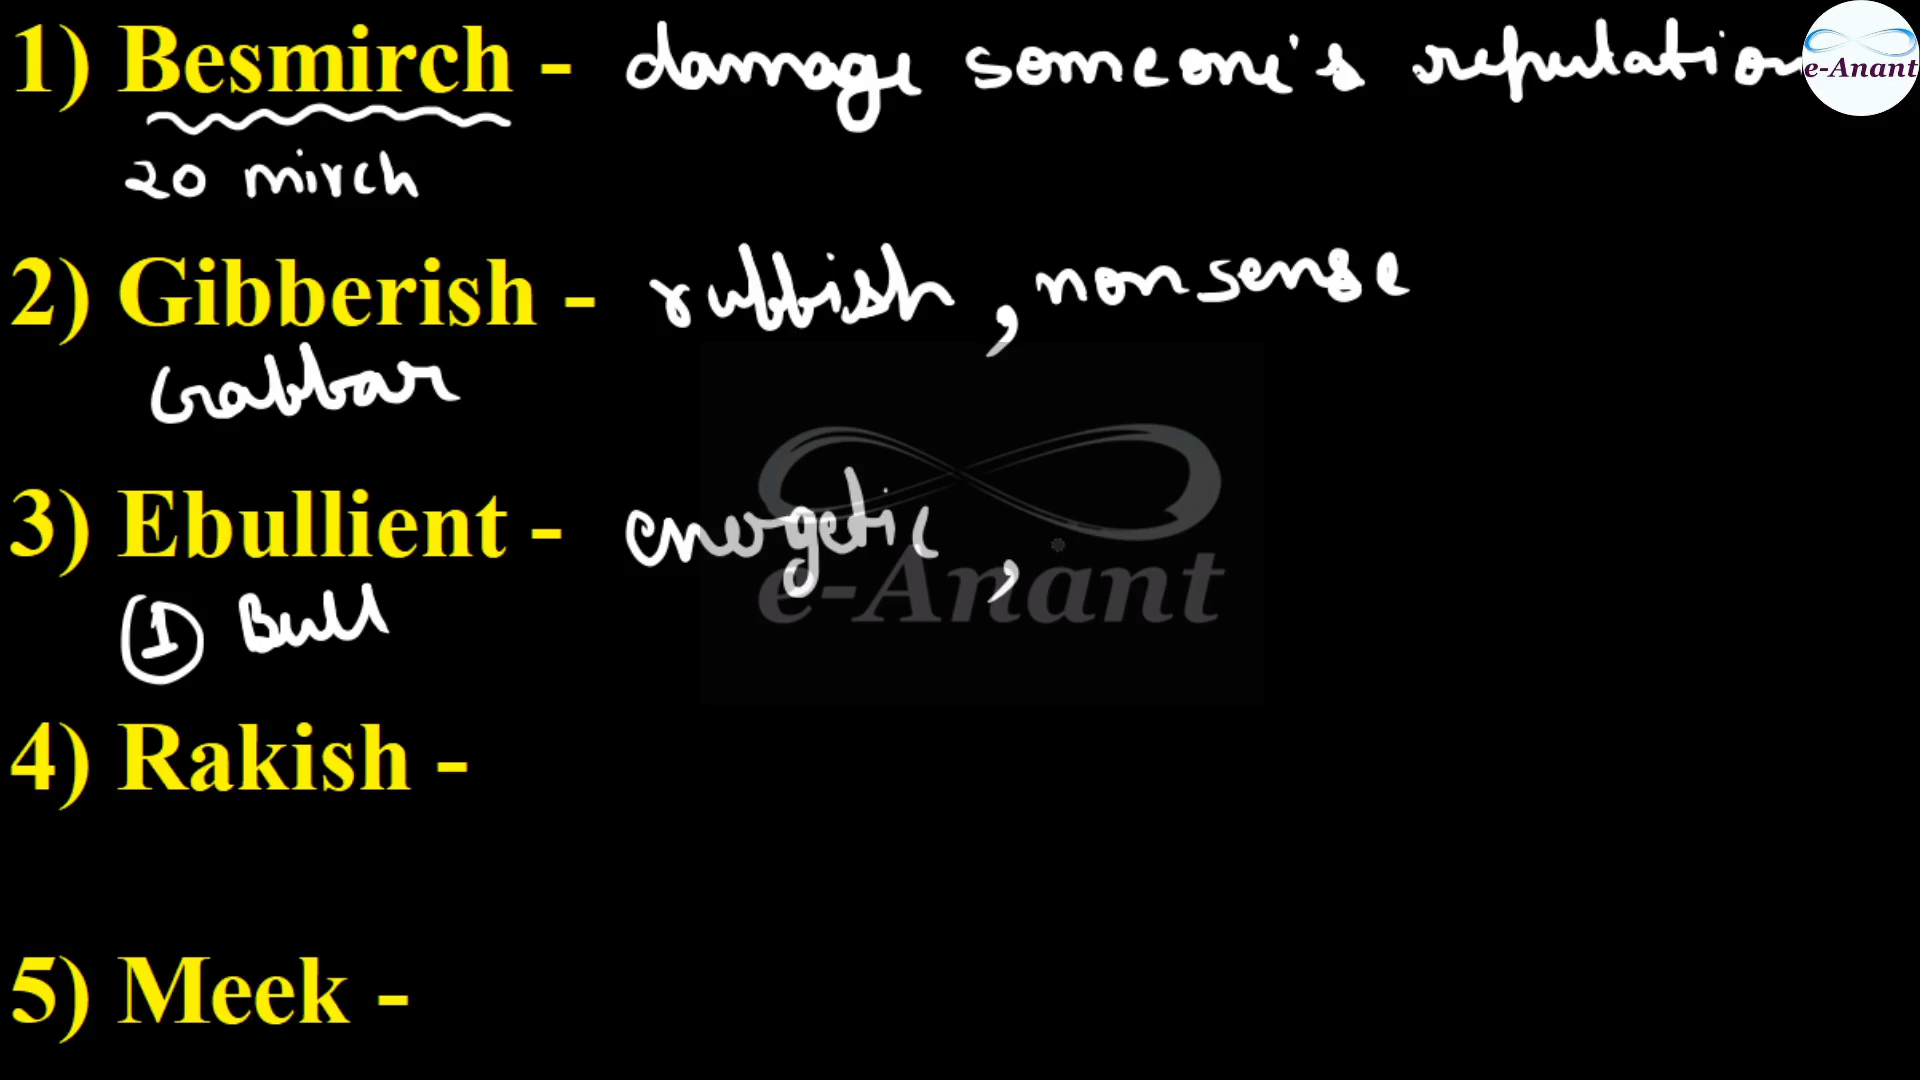 1) Besmirch - damage someone's reputation
e-Anant
20 mirch
2) Gibberish - rubbish, nonsense
Gabbar
3) Ebullient - energetic,
e-Anant
① Bull
4) Rakish -
5) Meek -